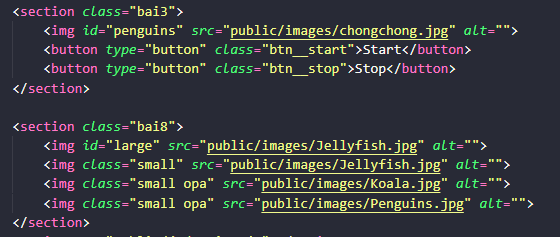 <section class="bai3">
<img id="penguins" src="public/images/chongchong.jpg" alt="">
<button type="button" class="btn__start">Start</button>
<button type="button" class="btn__stop">Stop</button>
</section>
<section class="bai8">
<img id="large" src="public/images/Jellyfish.jpg" alt="">
<img class="small" src="public/images/Jellyfish.jpg" alt="">
<img class="small opa" src="public/images/Koala.jpg" alt="">
<img class="small opa" src="public/images/Penguins.jpg" alt="">
</section>